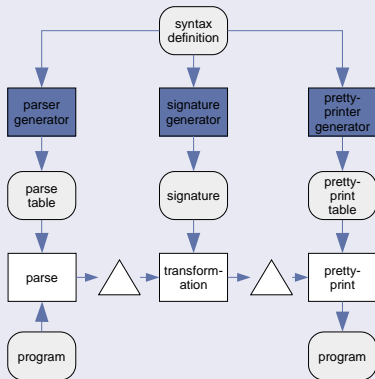 syntax
definition
parser
generator
signature
generator
pretty-
printer
generator
parse
table
signature
pretty-
print
table
parse
transform-
ation
pretty-
print
program
program